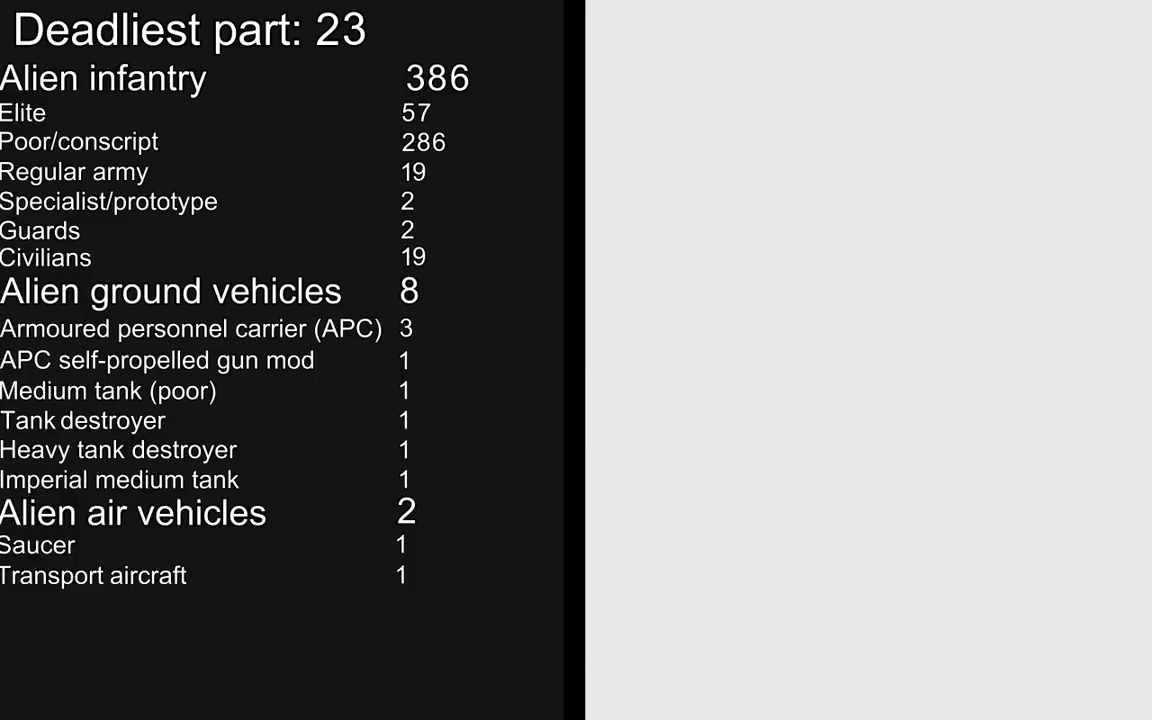 Deadliest part: 23
Alien infantry 386
Elite 57
Poor/conscript 286
Regular army 19
Specialist/prototype 2
Guards 2
Civilians 19
Alien ground vehicles 8
Armoured personnel carrier (APC) 3
APC self-propelled gun mod 1
Medium tank (poor) 1
Tank destroyer 1
Heavy tank destroyer 1
Imperial medium tank 1
Alien air vehicles 2
Saucer 1
Transport aircraft 1